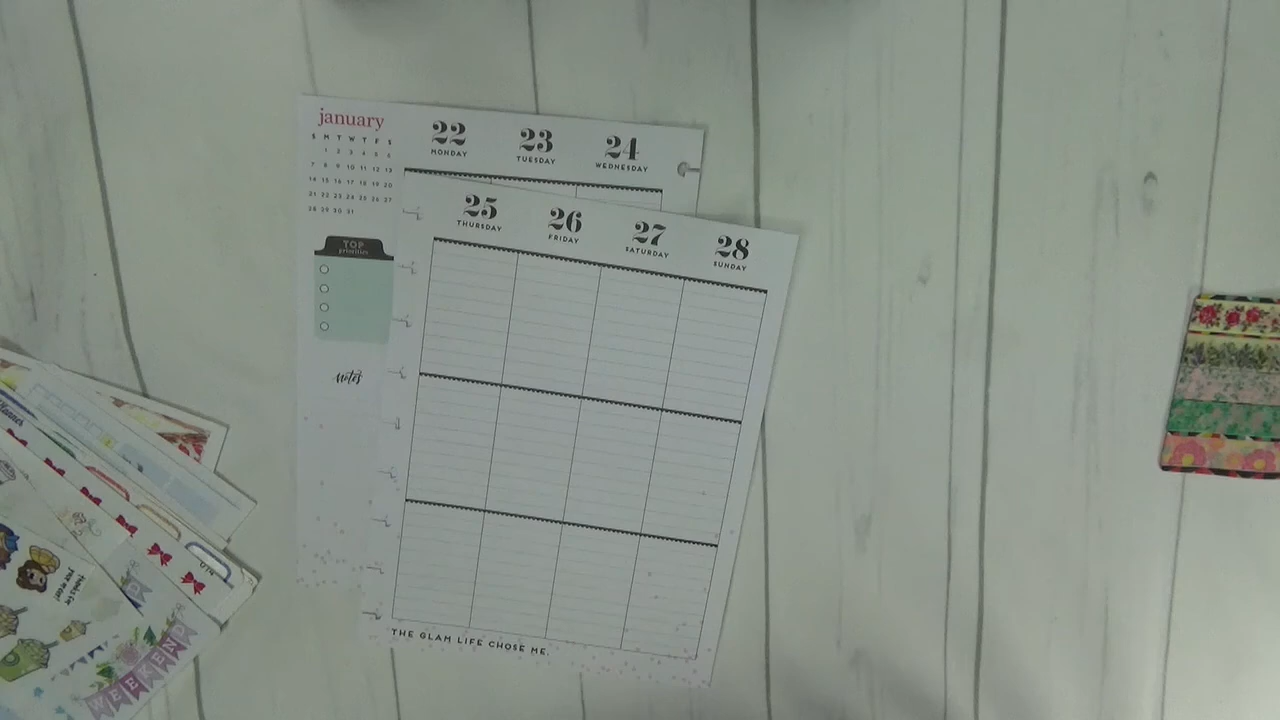 january
S M T W T F S
1 2 3 4 5 6
7 8 9 10 11 12 13
14 15 16 17 18 19 20
21 22 23 24 25 26 27
28 29 30 31
22 23 24
MONDAY TUESDAY WEDNESDAY
25 26 27 28
THURSDAY FRIDAY SATURDAY SUNDAY
TOP
priorities
notes
THE GLAM LIFE CHOSE ME.
Planner
WEEKEND